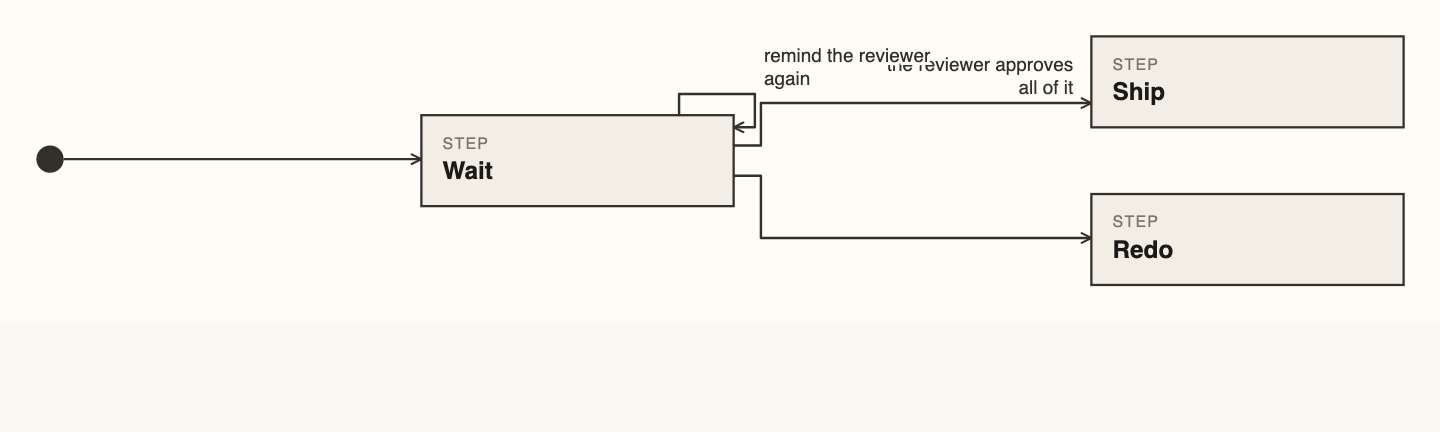 remind the reviewer
again
the reviewer approves
all of it
STEP
Ship
STEP
Wait
STEP
Redo